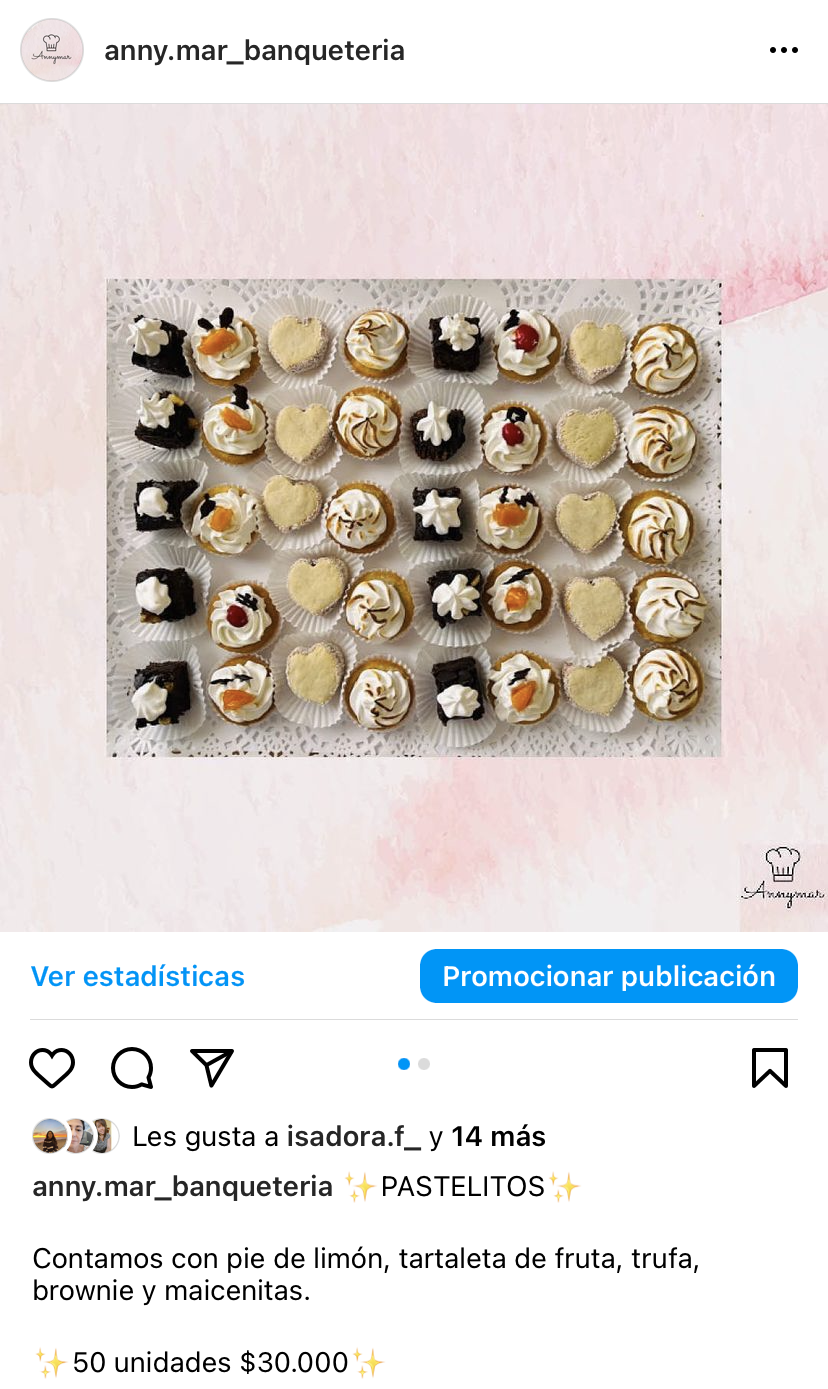 Annymar
anny.mar_banqueteria
Annymar
Ver estadísticas
Promocionar publicación
Les gusta a isadora.f_ y 14 más
anny.mar_banqueteria ✨PASTELITOS✨
Contamos con pie de limón, tartaleta de fruta, trufa,
brownie y maicenitas.
✨50 unidades $30.000✨